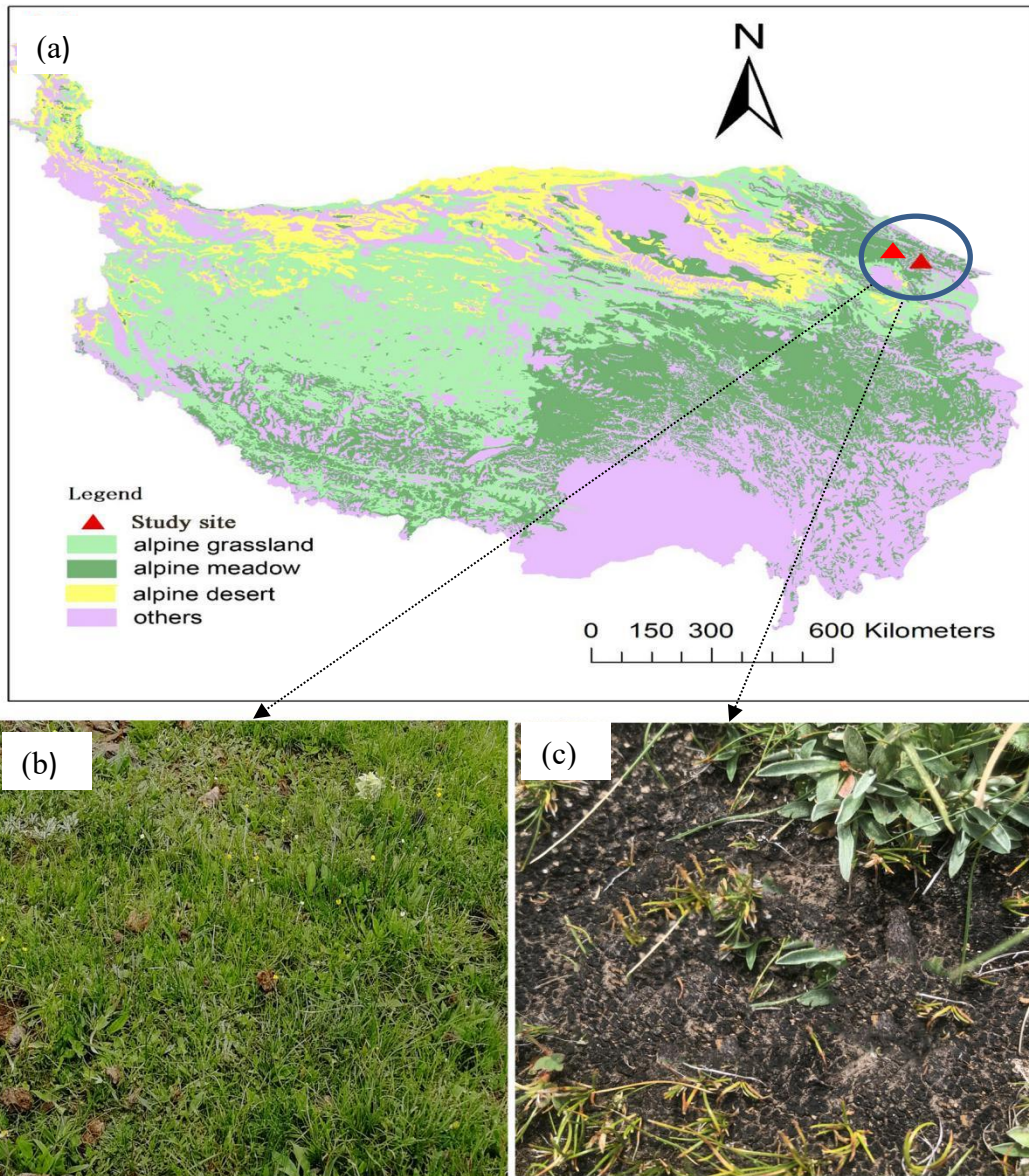 (a)
N
Legend
Study site
alpine grassland
alpine meadow
alpine desert
others
0 150 300 600 Kilometers
(b)
(c)